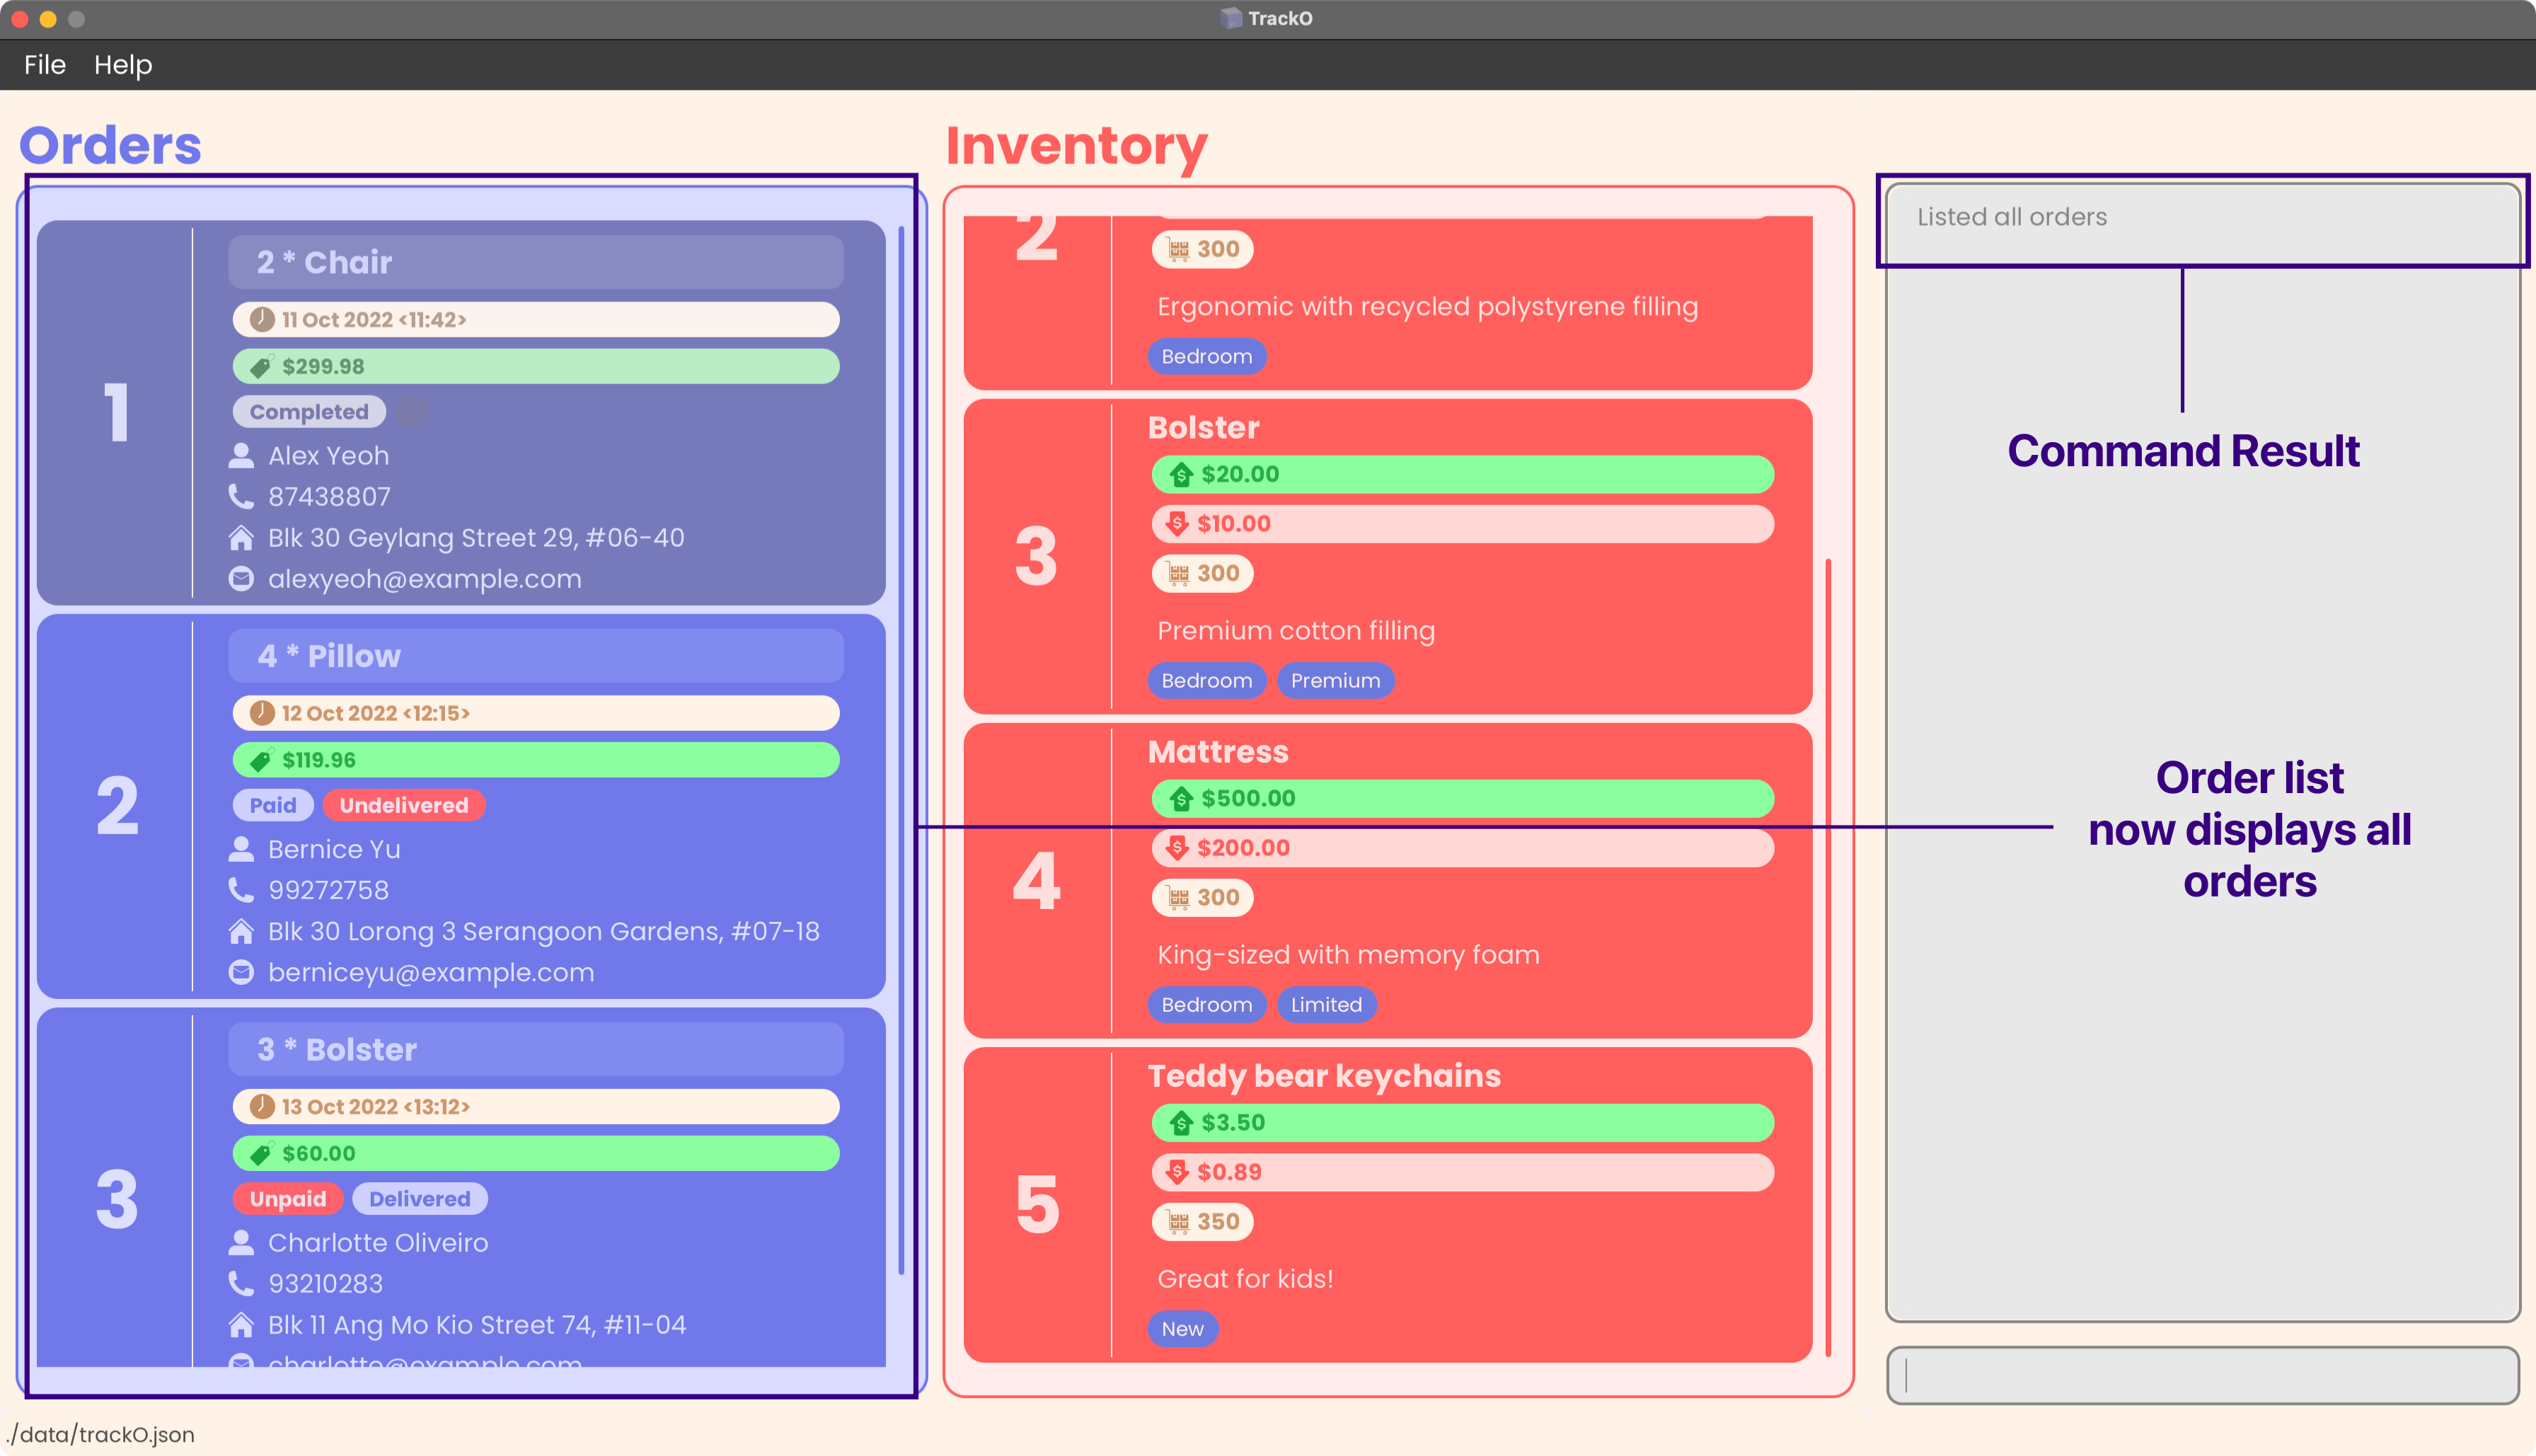 TrackO
File Help
Orders
1
2 * Chair
11 Oct 2022 <11:42>
$299.98
Completed
Alex Yeoh
87438807
Blk 30 Geylang Street 29, #06-40
alexyeoh@example.com
2
4 * Pillow
12 Oct 2022 <12:15>
$119.96
Paid Undelivered
Bernice Yu
99272758
Blk 30 Lorong 3 Serangoon Gardens, #07-18
berniceyu@example.com
3
3 * Bolster
13 Oct 2022 <13:12>
$60.00
Unpaid Delivered
Charlotte Oliveiro
93210283
Blk 11 Ang Mo Kio Street 74, #11-04
charlotte@example.com
Inventory
2
300
Ergonomic with recycled polystyrene filling
Bedroom
3
Bolster
$20.00
$10.00
300
Premium cotton filling
Bedroom Premium
4
Mattress
$500.00
$200.00
300
King-sized with memory foam
Bedroom Limited
5
Teddy bear keychains
$3.50
$0.89
350
Great for kids!
New
Listed all orders
Command Result
Order list
now displays all
orders
./data/trackO.json